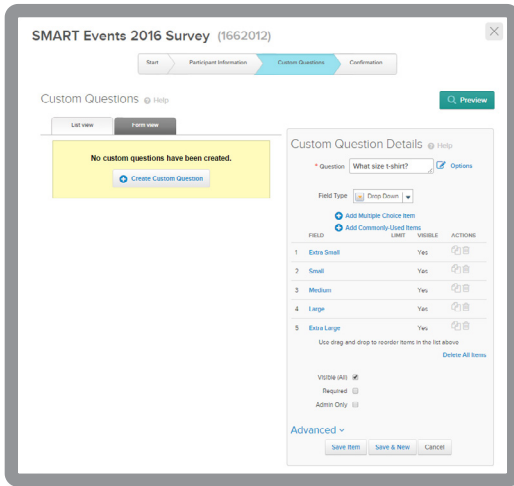 SMART Events 2016 Survey (1662012)
Start Participant Information Custom Questions Confirmation
Custom Questions Help
Preview
List view Form view
No custom questions have been created.
Create Custom Question
Custom Question Details Help
* Question What size t-shirt? Options
Field Type Drop Down
Add Multiple Choice Item
Add Commonly-Used Items
FIELD LIMIT VISIBLE ACTIONS
1 Extra Small Yes
2 Small Yes
3 Medium Yes
4 Large Yes
5 Extra Large Yes
Use drag and drop to reorder items in the list above
Delete All Items
Visible (All)
Required
Admin Only
Advanced
Save Item Save & New Cancel